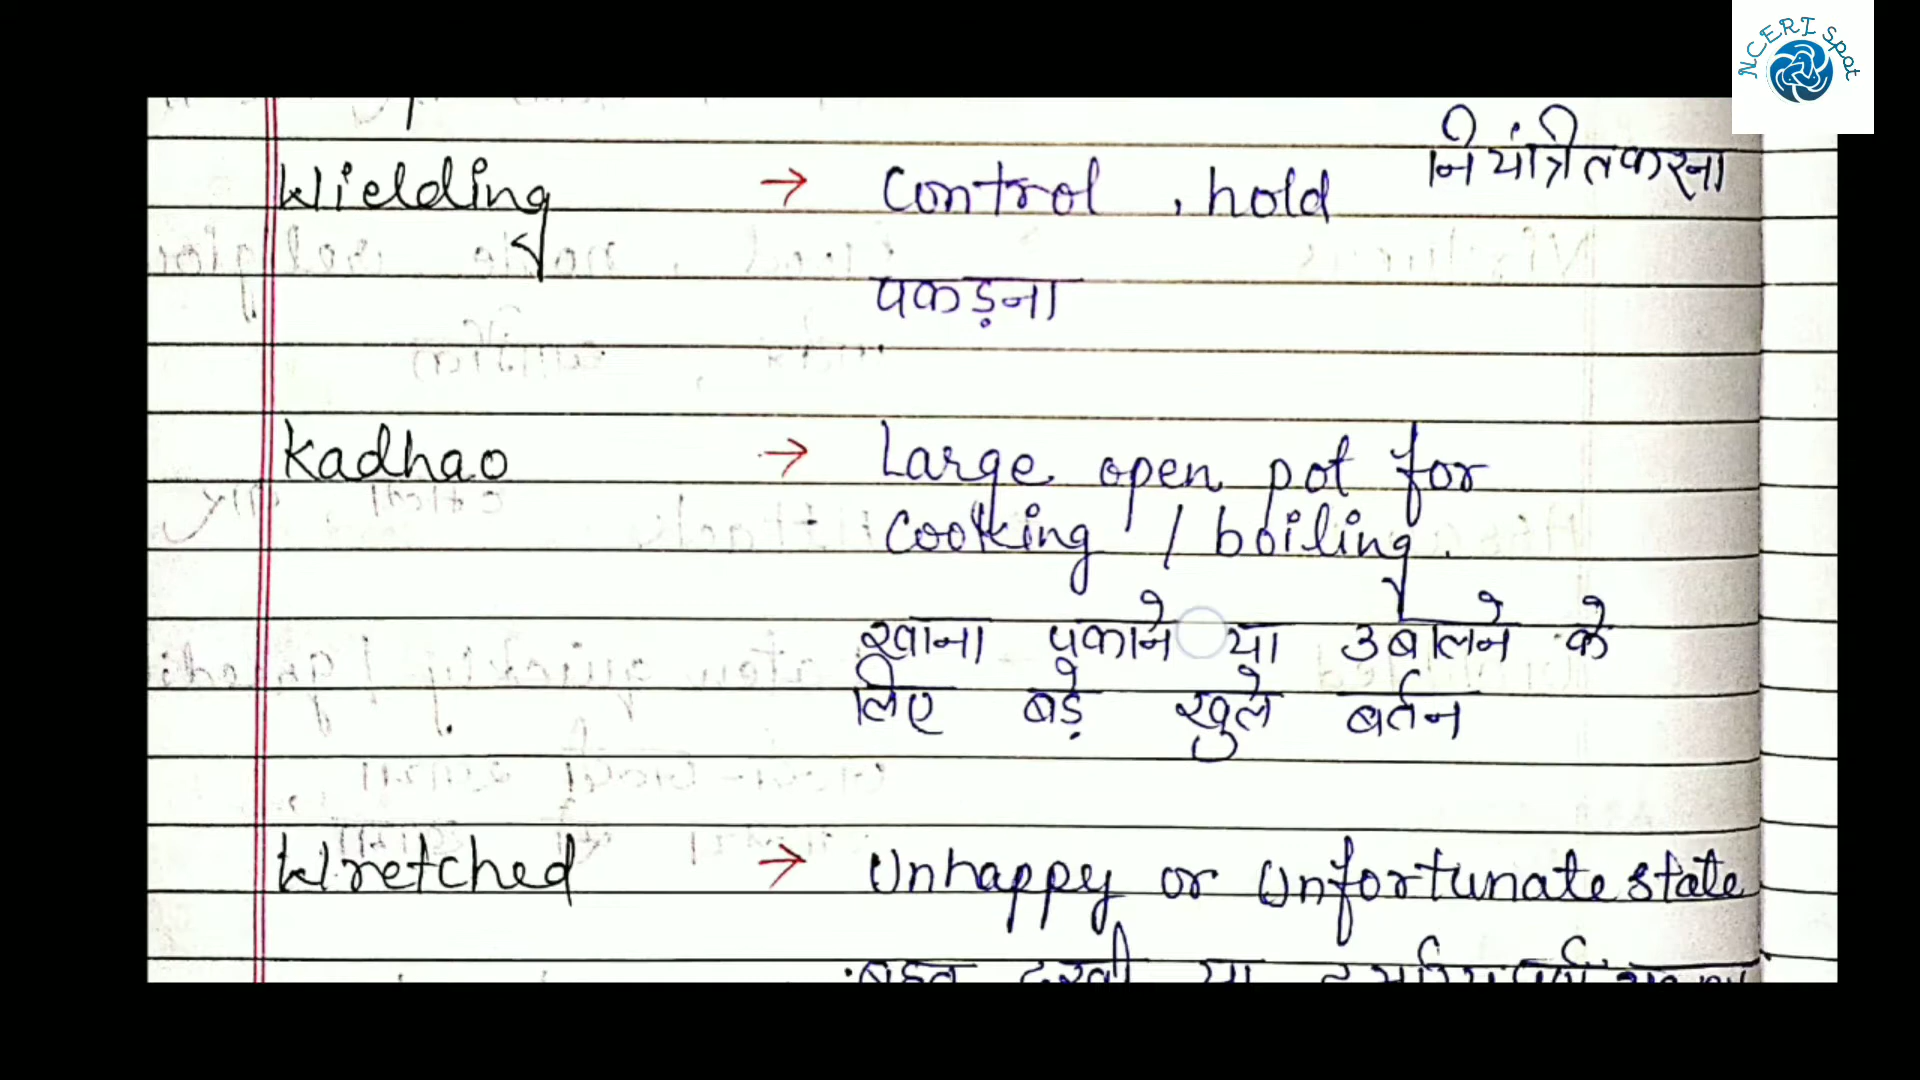 NCERT Spot
नियांत्रित करना
Wielding → Control, hold
पकड़ना
Kadhao → Large open pot for
Cooking / boiling.
खाना पकाने या उबालने के
लिए बड़े खुले बर्तन
Wretched → Unhappy or Unfortunate state